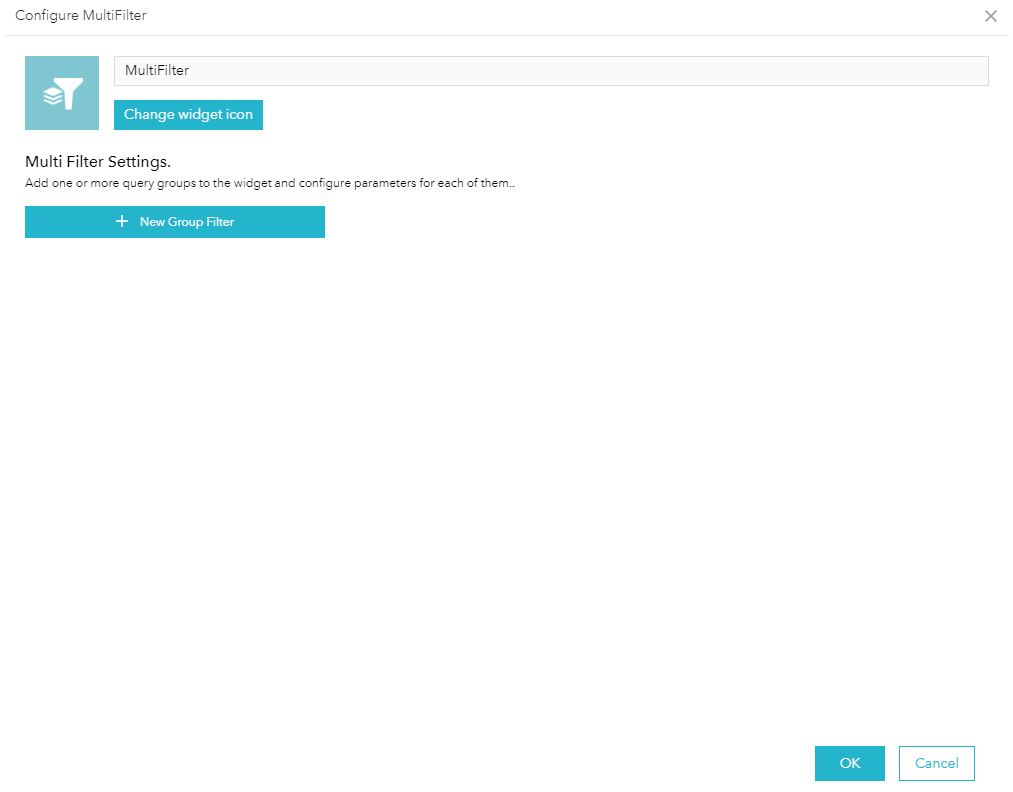 Configure MultiFilter
MultiFilter
Change widget icon
Multi Filter Settings.
Add one or more query groups to the widget and configure parameters for each of them..
New Group Filter
OK
Cancel